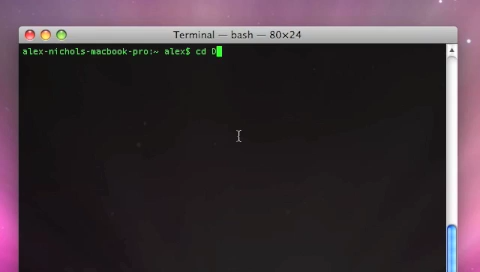 Terminal — bash — 80×24
alex-nichols-macbook-pro:~ alex$ cd D